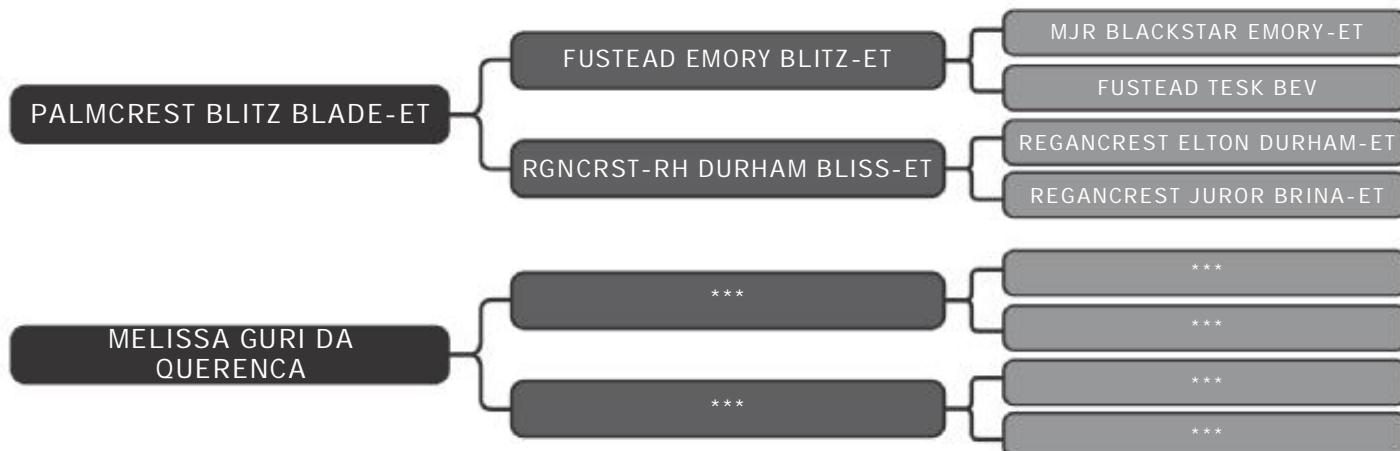 PALMCREST BLITZ BLADE-ET
FUSTEAD EMORY BLITZ-ET
MJR BLACKSTAR EMORY-ET
FUSTEAD TESK BEV
RGNCRST-RH DURHAM BLISS-ET
REGANCREST ELTON DURHAM-ET
REGANCREST JUROR BRINA-ET
MELISSA GURI DA
QUERENCA
***
***
***
***
***
***